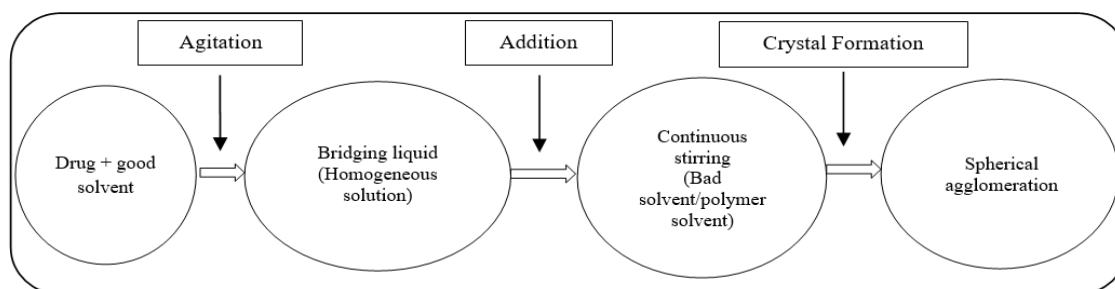 Agitation
Addition
Crystal Formation
Drug + good
solvent
Bridging liquid
(Homogeneous
solution)
Continuous
stirring
(Bad
solvent/polymer
solvent)
Spherical
agglomeration